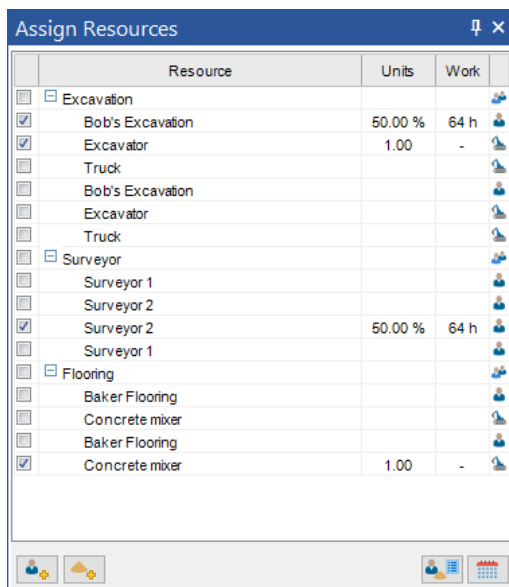 Assign Resources
Resource Units Work
Excavation
Bob's Excavation 50.00 % 64 h
Excavator 1.00 -
Truck
Bob's Excavation
Excavator
Truck
Surveyor
Surveyor 1
Surveyor 2
Surveyor 2 50.00 % 64 h
Surveyor 1
Flooring
Baker Flooring
Concrete mixer
Baker Flooring
Concrete mixer 1.00 -